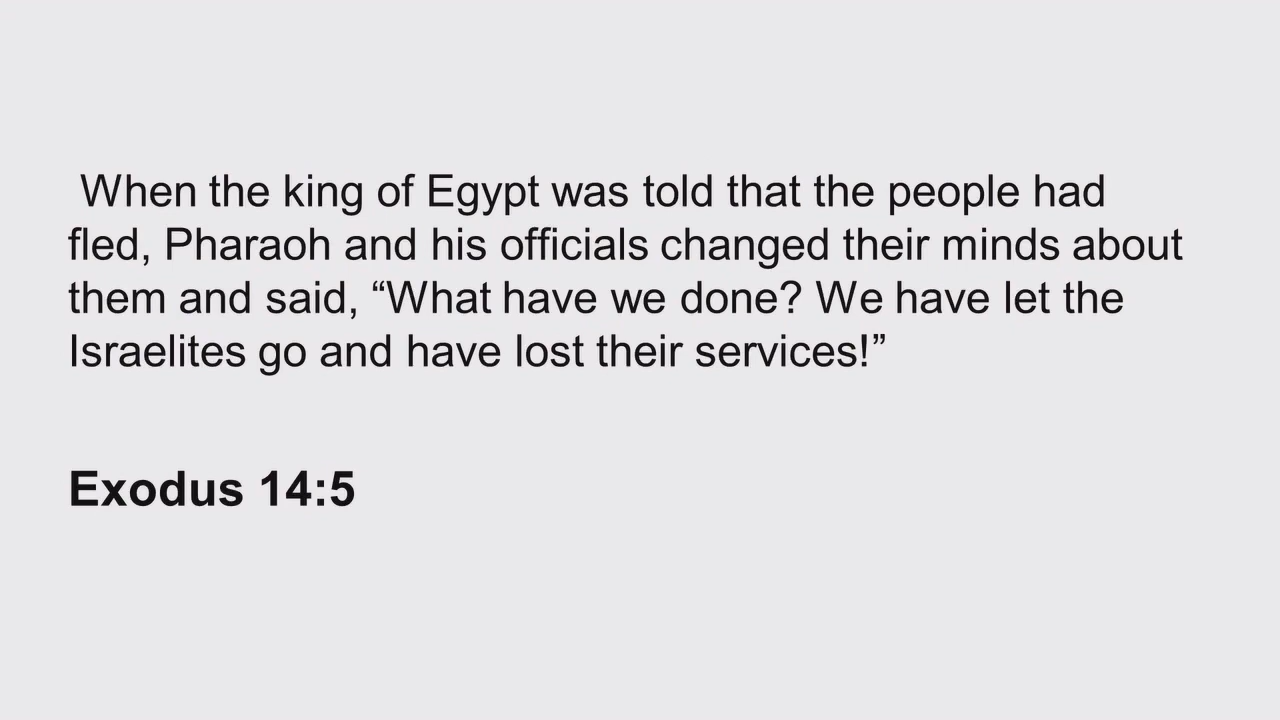 When the king of Egypt was told that the people had
fled, Pharaoh and his officials changed their minds about
them and said, “What have we done? We have let the
Israelites go and have lost their services!”
Exodus 14:5